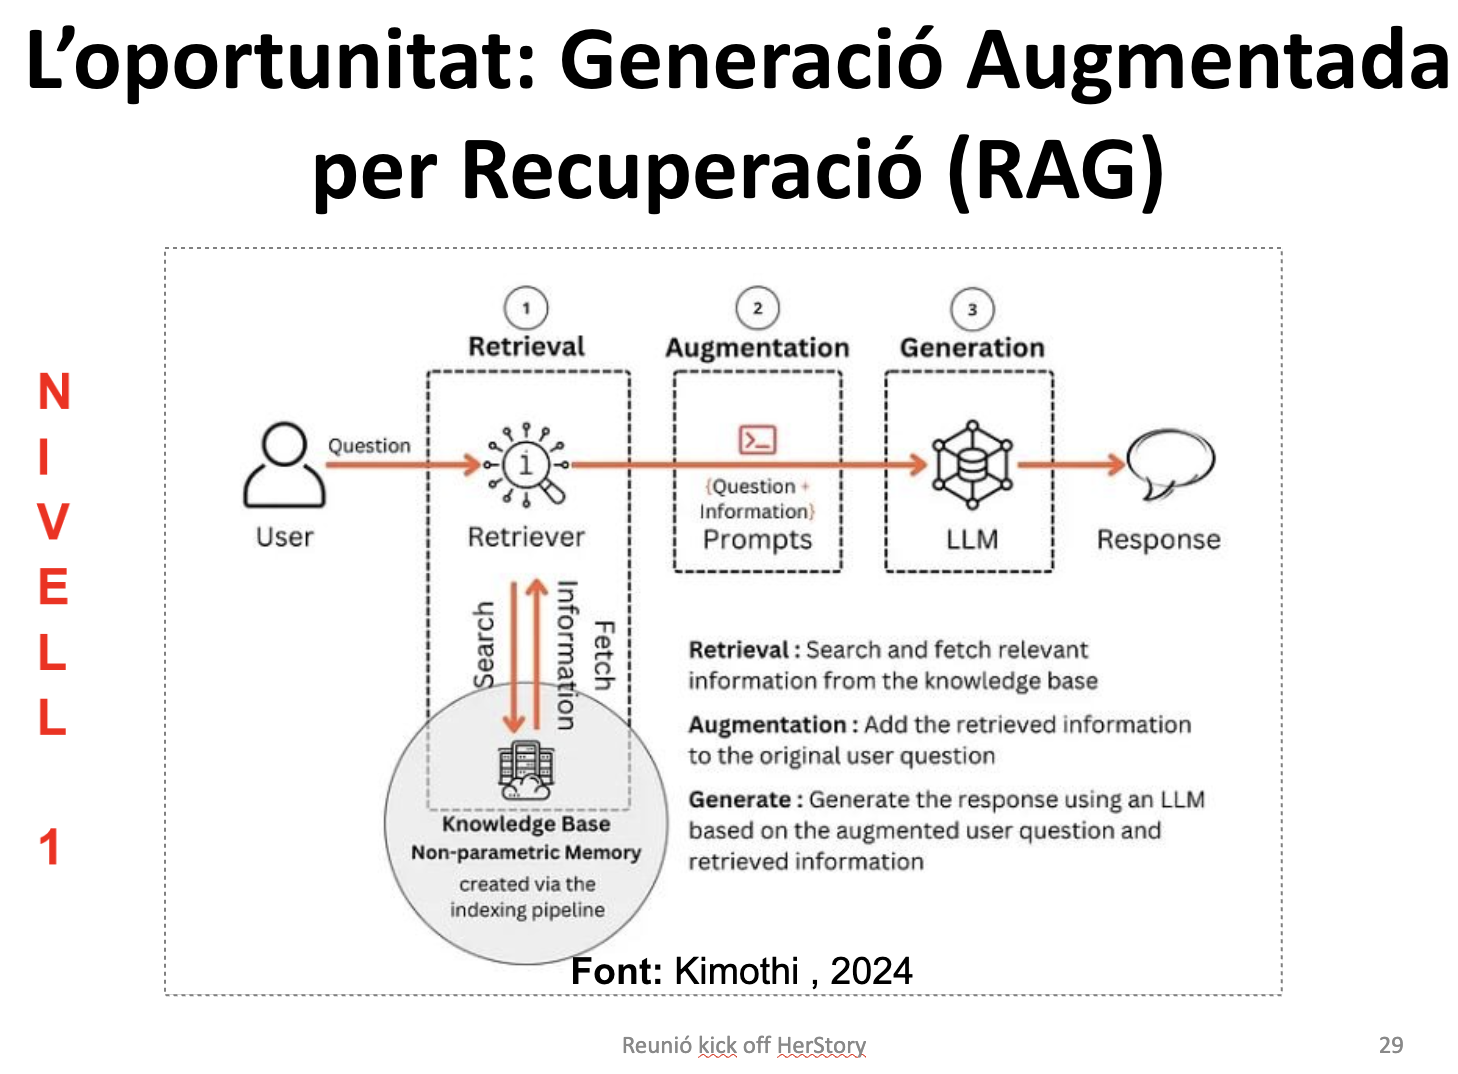 L’oportunitat: Generació Augmentada
per Recuperació (RAG)
N
I
V
E
L
L
1
1
Retrieval
2
Augmentation
3
Generation
User
Question
i
Retriever
{Question +
Information}
Prompts
LLM
Response
Search
Fetch
Information
Knowledge Base
Non-parametric Memory
created via the
indexing pipeline
Retrieval : Search and fetch relevant
information from the knowledge base
Augmentation : Add the retrieved information
to the original user question
Generate : Generate the response using an LLM
based on the augmented user question and
retrieved information
Font: Kimothi , 2024
Reunió kick off HerStory
29